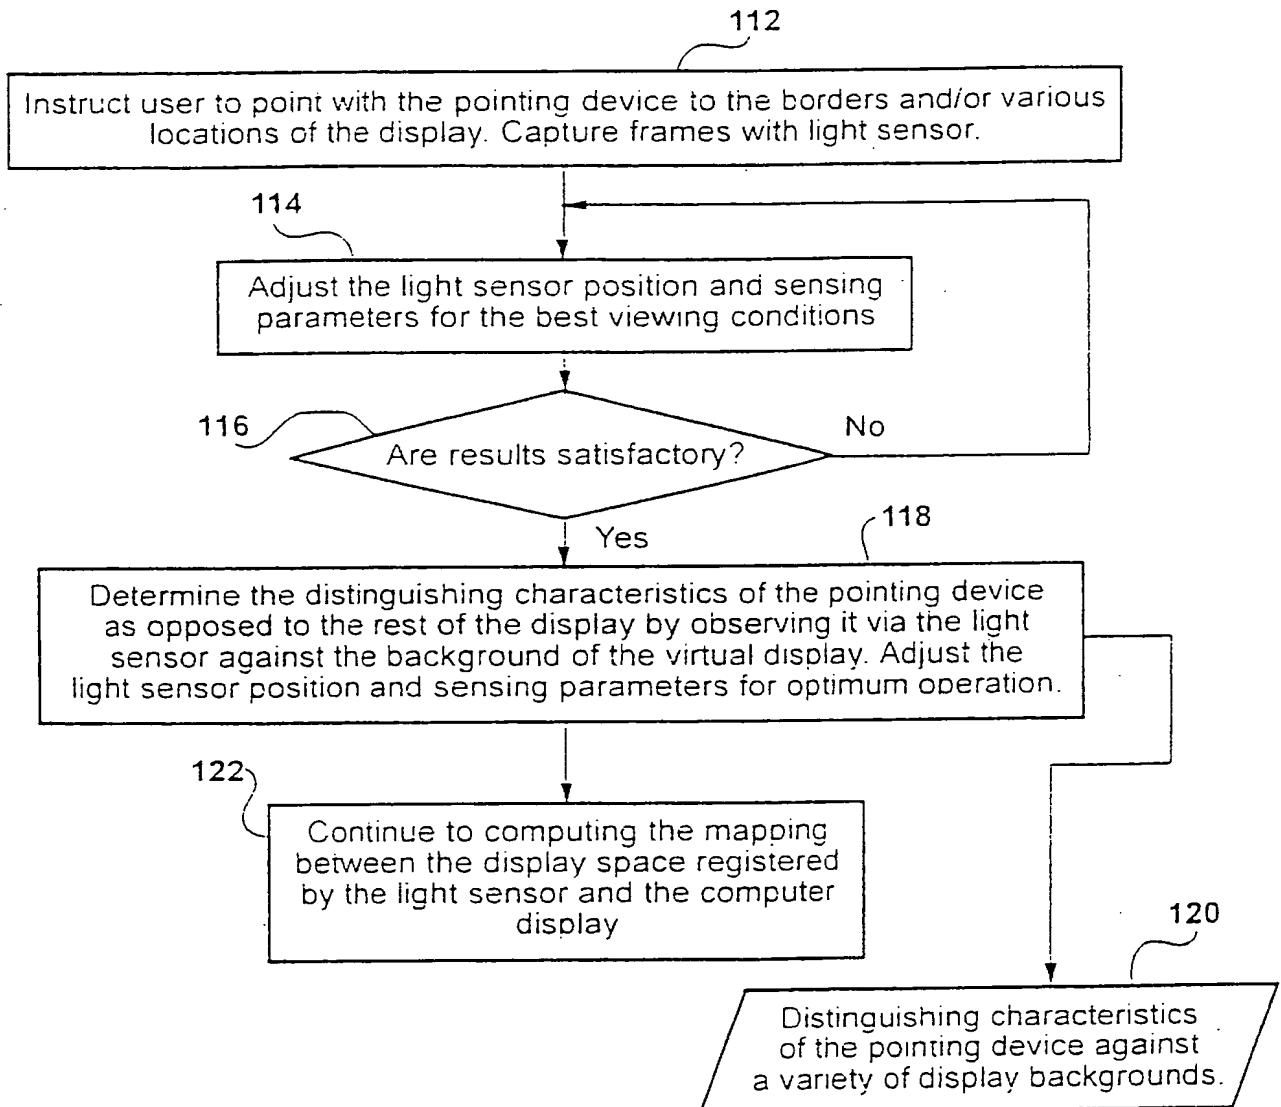 112
Instruct user to point with the pointing device to the borders and/or various
locations of the display. Capture frames with light sensor.
114
Adjust the light sensor position and sensing
parameters for the best viewing conditions
116
Are results satisfactory?
No
Yes
118
Determine the distinguishing characteristics of the pointing device
as opposed to the rest of the display by observing it via the light
sensor against the background of the virtual display. Adjust the
light sensor position and sensing parameters for optimum operation.
122
Continue to computing the mapping
between the display space registered
by the light sensor and the computer
display
120
Distinguishing characteristics
of the pointing device against
a variety of display backgrounds.